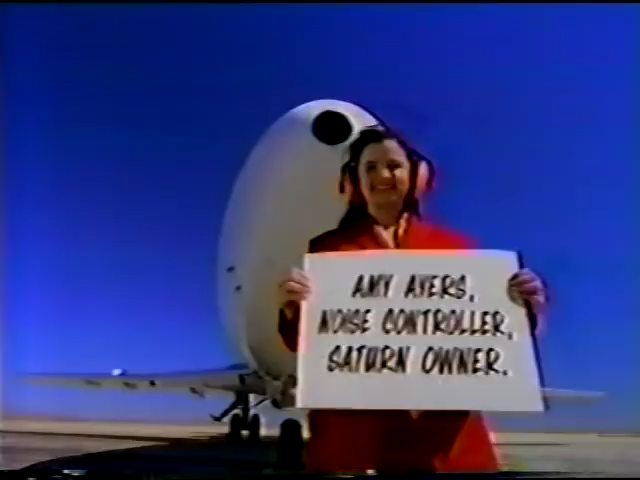 AMY AYERS,
NOISE CONTROLLER,
SATURN OWNER.